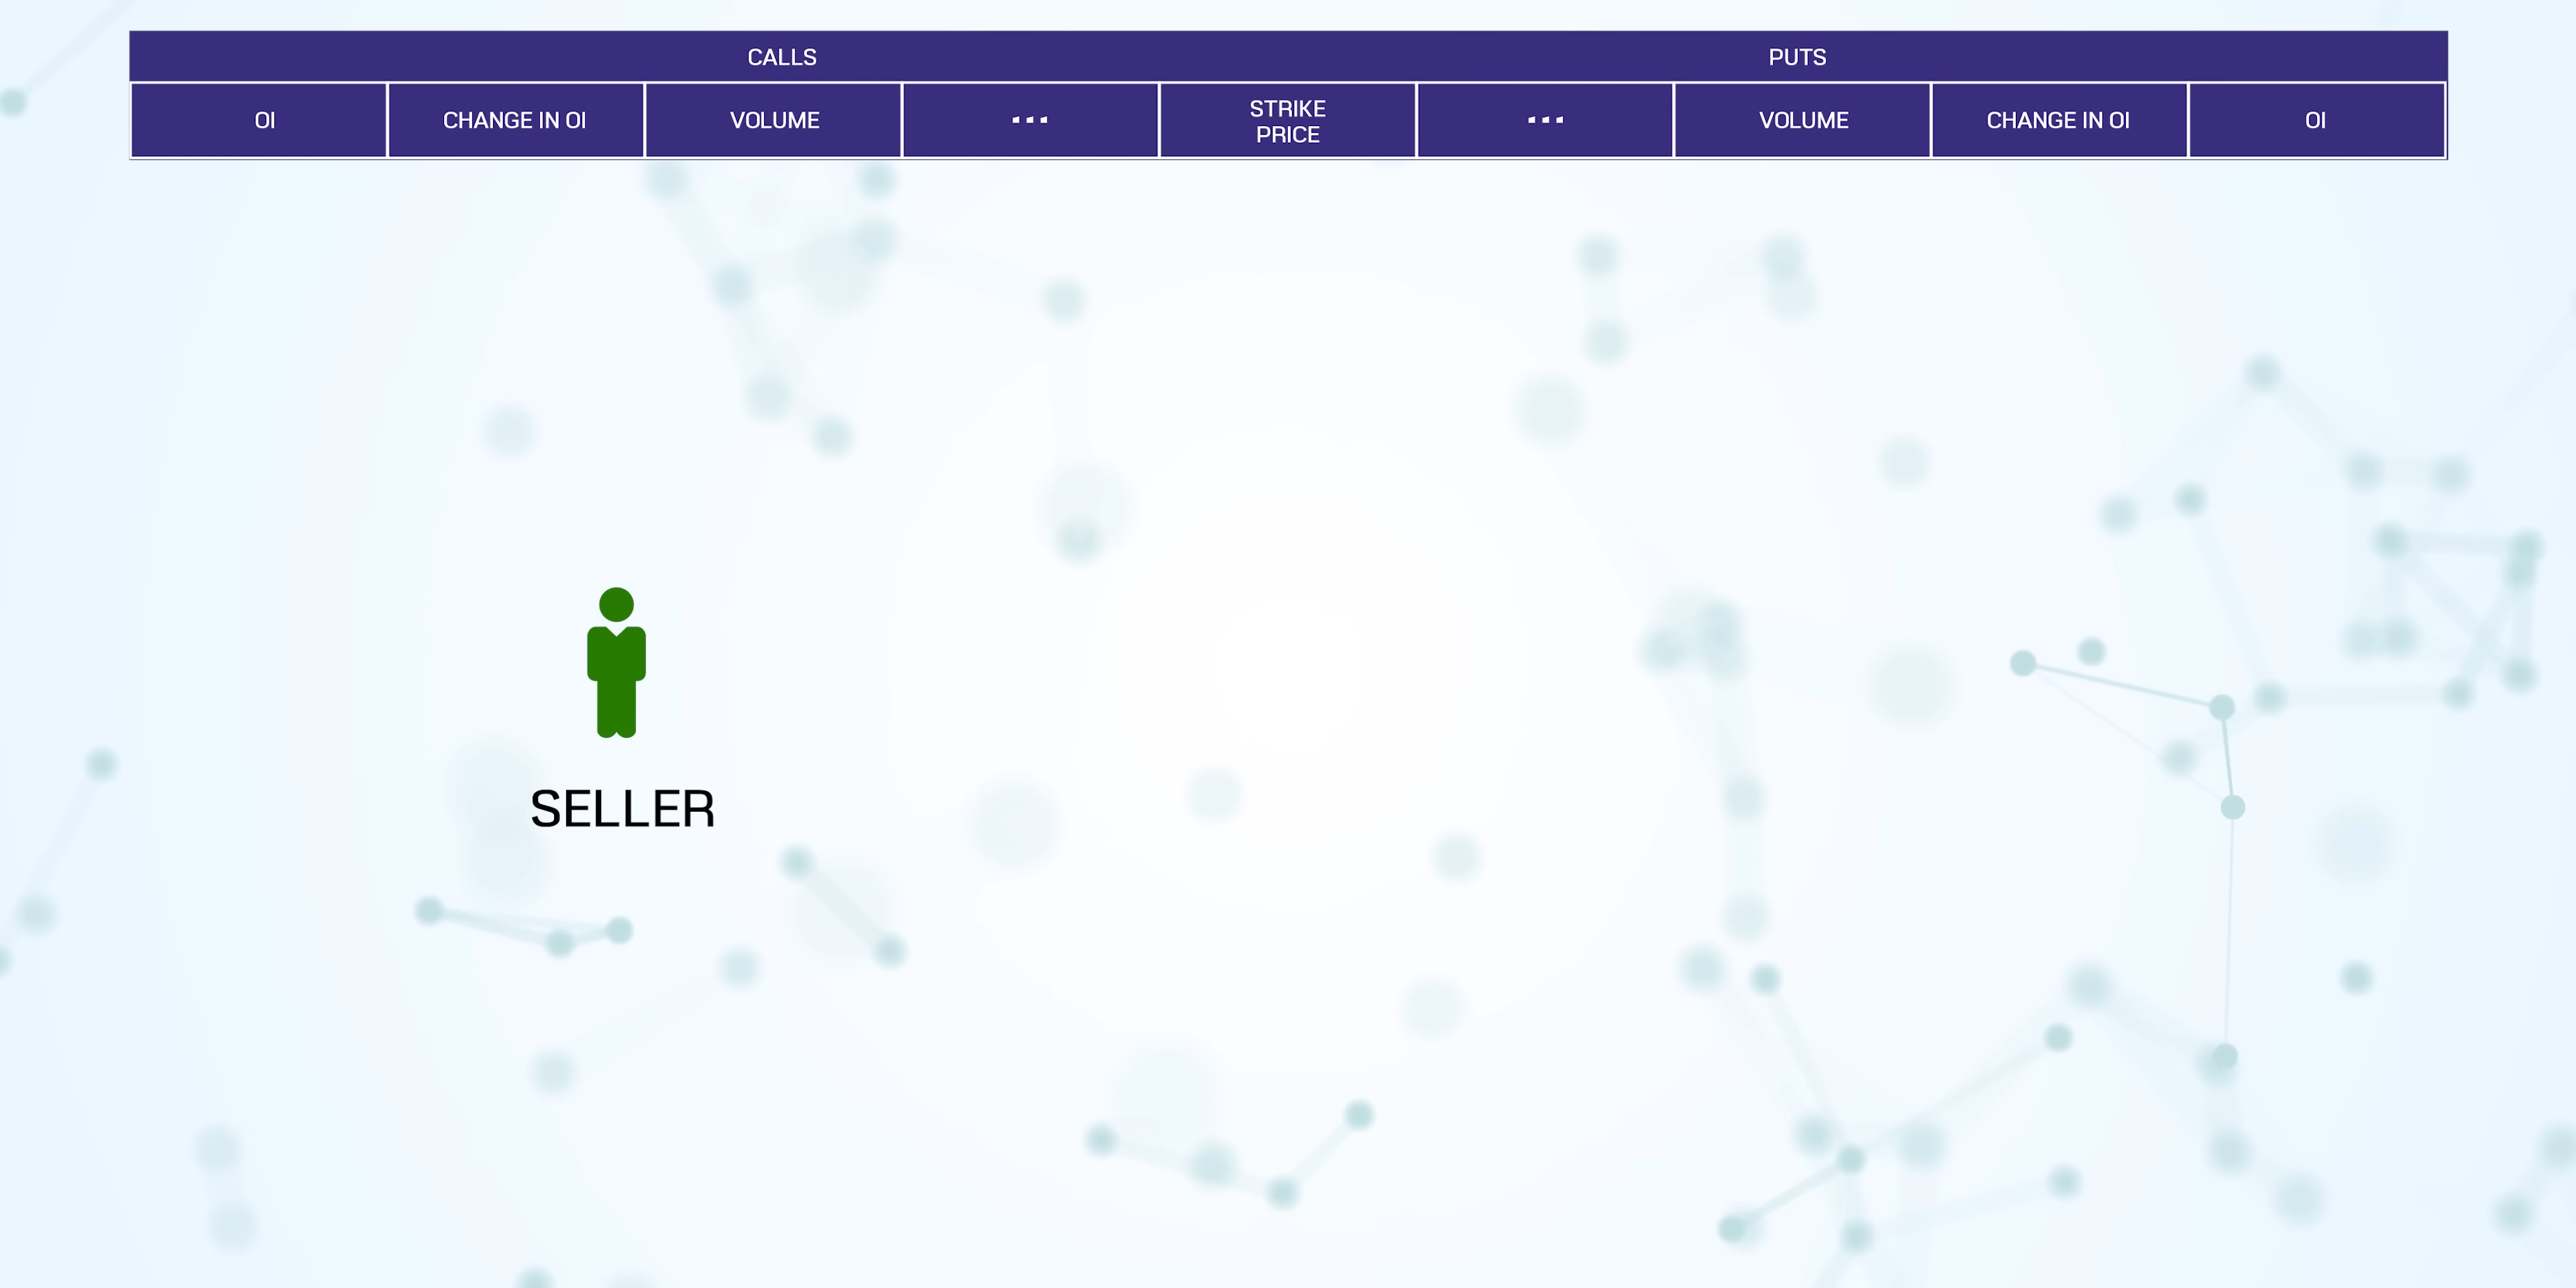 CALLS PUTS
OI CHANGE IN OI VOLUME ... STRIKE PRICE ... VOLUME CHANGE IN OI OI
SELLER